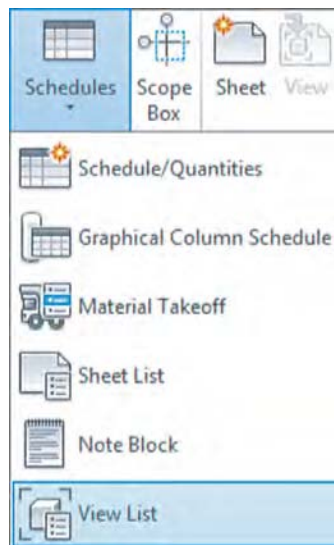 Schedules
Scope
Box
Sheet
View
Schedule/Quantities
Graphical Column Schedule
Material Takeoff
Sheet List
Note Block
View List